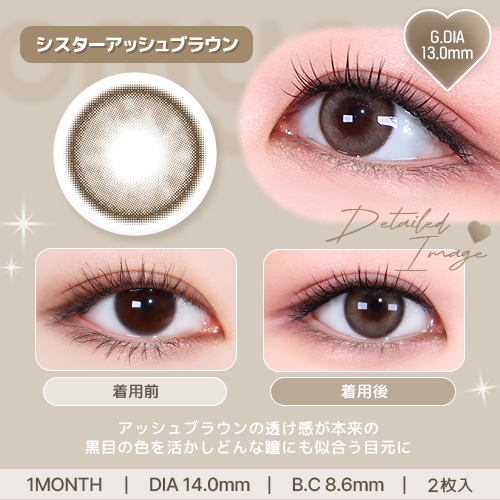 シスターアッシュブラウン
G.DIA
13.0mm
Detailed
Image
着用前
着用後
アッシュブラウンの透け感が本来の
黒目の色を活かしどんな瞳にも似合う目元に
1MONTH | DIA 14.0mm | B.C 8.6mm | 2枚入